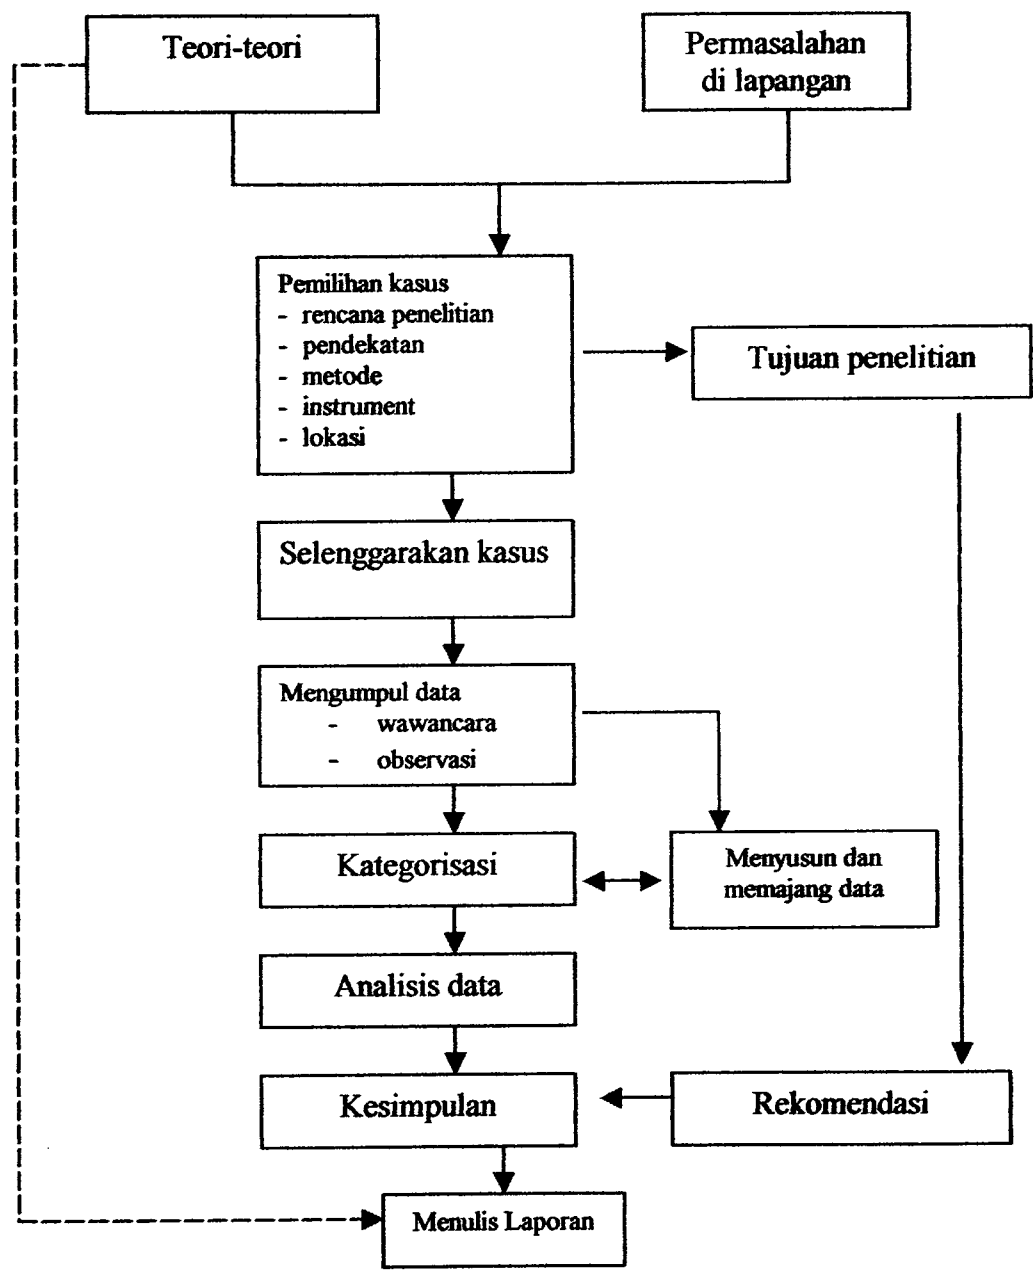 Teori-teori
Permasalahan
di lapangan
Pemilihan kasus
- rencana penelitian
- pendekatan
- metode
- instrument
- lokasi
Tujuan penelitian
Selenggarakan kasus
Mengumpul data
- wawancara
- observasi
Kategorisasi
Menyusun dan
memajang data
Analisis data
Kesimpulan
Rekomendasi
Menulis Laporan